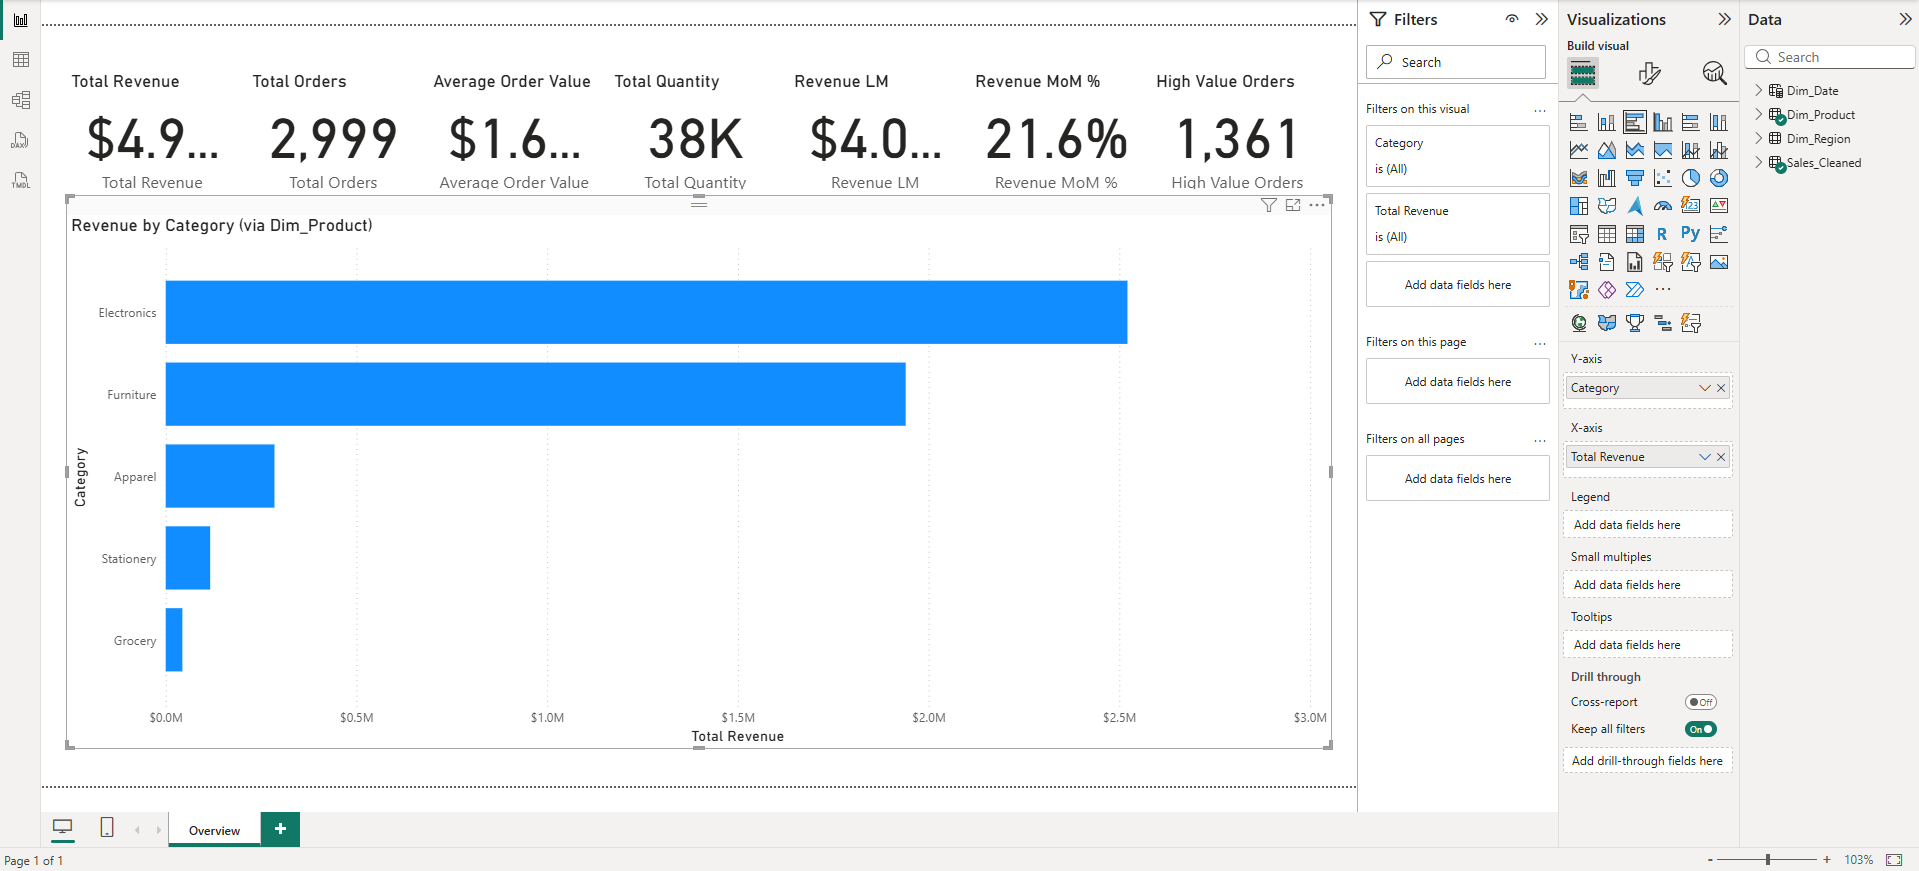 Total Revenue
Total Orders
Average Order Value
Total Quantity
Revenue LM
Revenue MoM %
High Value Orders
$4.9...
2,999
$1.6...
38K
$4.0...
21.6%
1,361
Total Revenue
Total Orders
Average Order Value
Total Quantity
Revenue LM
Revenue MoM %
High Value Orders
Revenue by Category (via Dim_Product)
Category
Electronics
Furniture
Apparel
Stationery
Grocery
$0.0M
$0.5M
$1.0M
$1.5M
$2.0M
$2.5M
$3.0M
Total Revenue
Overview
Page 1 of 1
Filters
Search
Filters on this visual
Category
is (All)
Total Revenue
is (All)
Add data fields here
Filters on this page
Add data fields here
Filters on all pages
Add data fields here
Visualizations
Build visual
123
R
Py
Y-axis
Category
X-axis
Total Revenue
Legend
Add data fields here
Small multiples
Add data fields here
Tooltips
Add data fields here
Drill through
Cross-report
Off
Keep all filters
On
Add drill-through fields here
Data
Search
Dim_Date
Dim_Product
Dim_Region
Sales_Cleaned
DAX
TMDL
103%